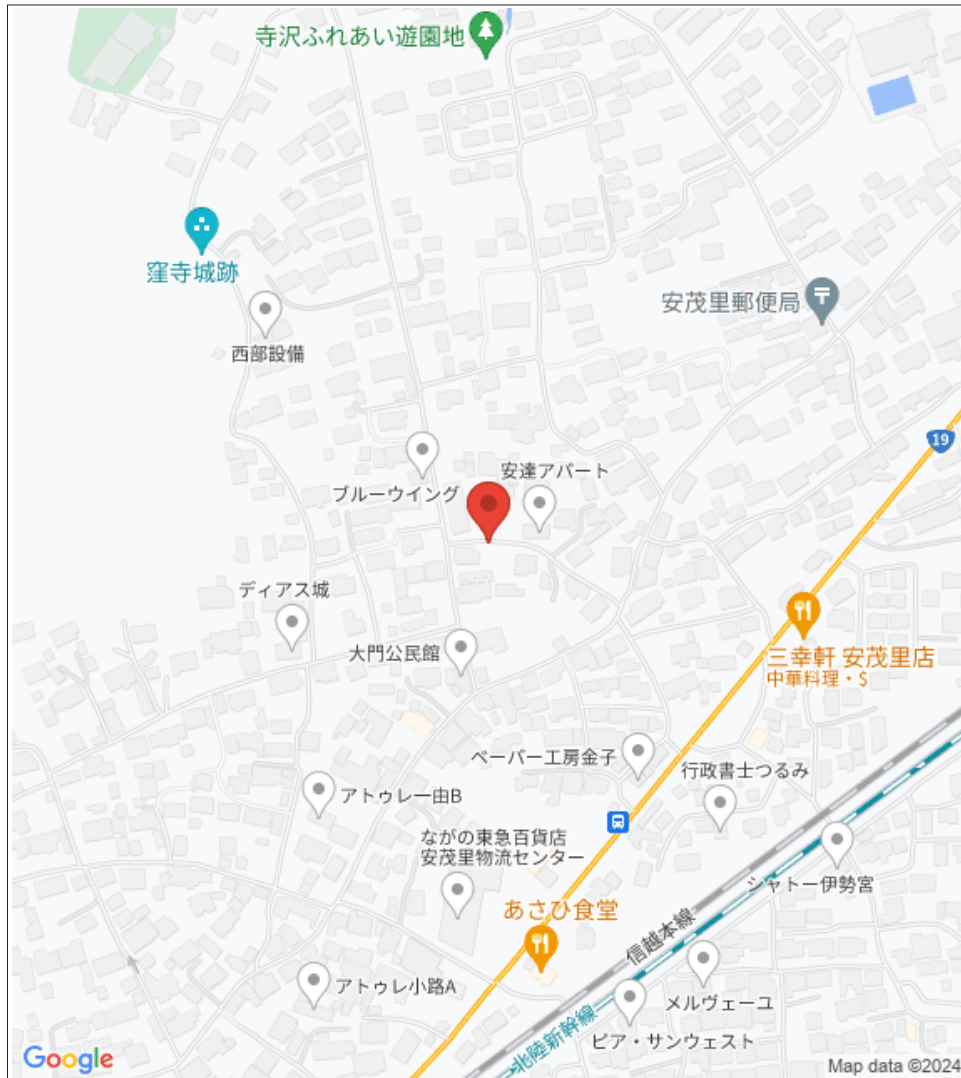 寺沢ふれあい遊園地
窪寺城跡
安茂里郵便局
西部設備
19
安達アパート
ブルーウイング
ディアス城
大門公民館
三幸軒 安茂里店
中華料理・$
ペーパー工房金子
行政書士つるみ
アトゥレ一由B
ながの東急百貨店
安茂里物流センター
シャトー伊勢宮
あさひ食堂
信越本線
アトゥレ小路A
メルヴェーユ
ピア・サンウェスト
北陸新幹線
Google
Map data ©2024